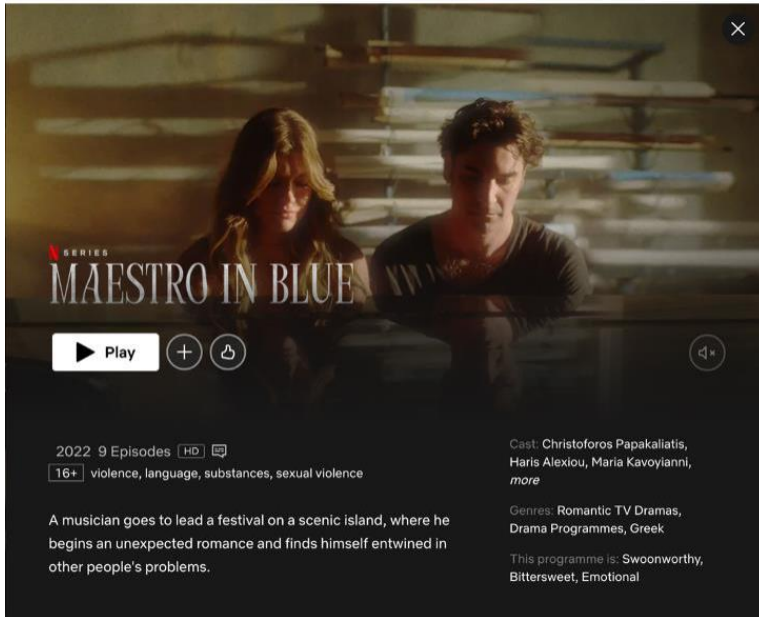 N SERIES
MAESTRO IN BLUE
Play
2022 9 Episodes HD
16+ violence, language, substances, sexual violence
A musician goes to lead a festival on a scenic island, where he
begins an unexpected romance and finds himself entwined in
other people's problems.
Cast: Christoforos Papakaliatis,
Haris Alexiou, Maria Kavoyianni,
more
Genres: Romantic TV Dramas,
Drama Programmes, Greek
This programme is: Swoonworthy,
Bittersweet, Emotional